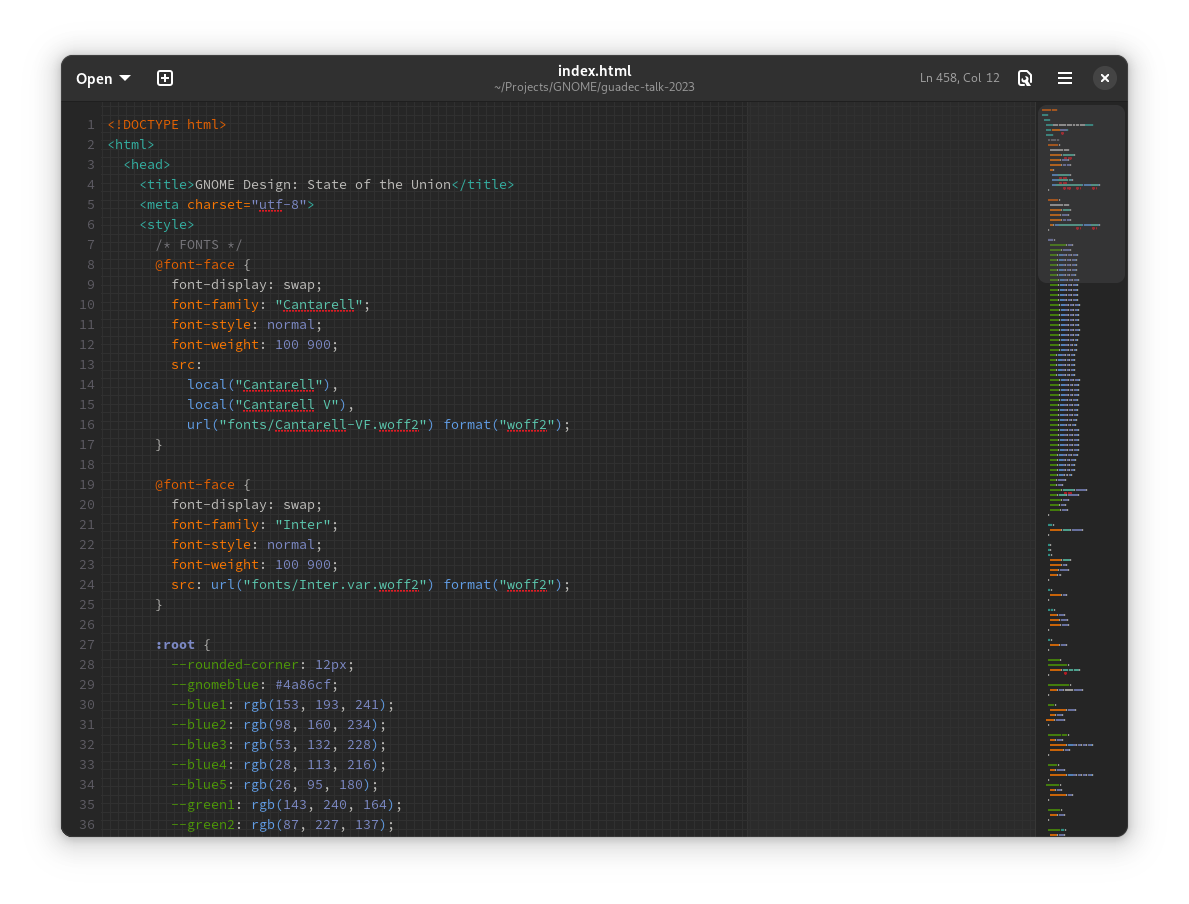 Open
index.html
~/Projects/GNOME/guadec-talk-2023
Ln 458, Col 12
1 <!DOCTYPE html>
2 <html>
3 <head>
4 <title>GNOME Design: State of the Union</title>
5 <meta charset="utf-8">
6 <style>
7 /* FONTS */
8 @font-face {
9 font-display: swap;
10 font-family: "Cantarell";
11 font-style: normal;
12 font-weight: 100 900;
13 src:
14 local("Cantarell"),
15 local("Cantarell V"),
16 url("fonts/Cantarell-VF.woff2") format("woff2");
17 }
18
19 @font-face {
20 font-display: swap;
21 font-family: "Inter";
22 font-style: normal;
23 font-weight: 100 900;
24 src: url("fonts/Inter.var.woff2") format("woff2");
25 }
26
27 :root {
28 --rounded-corner: 12px;
29 --gnomeblue: #4a86cf;
30 --blue1: rgb(153, 193, 241);
31 --blue2: rgb(98, 160, 234);
32 --blue3: rgb(53, 132, 228);
33 --blue4: rgb(28, 113, 216);
34 --blue5: rgb(26, 95, 180);
35 --green1: rgb(143, 240, 164);
36 --green2: rgb(87, 227, 137);